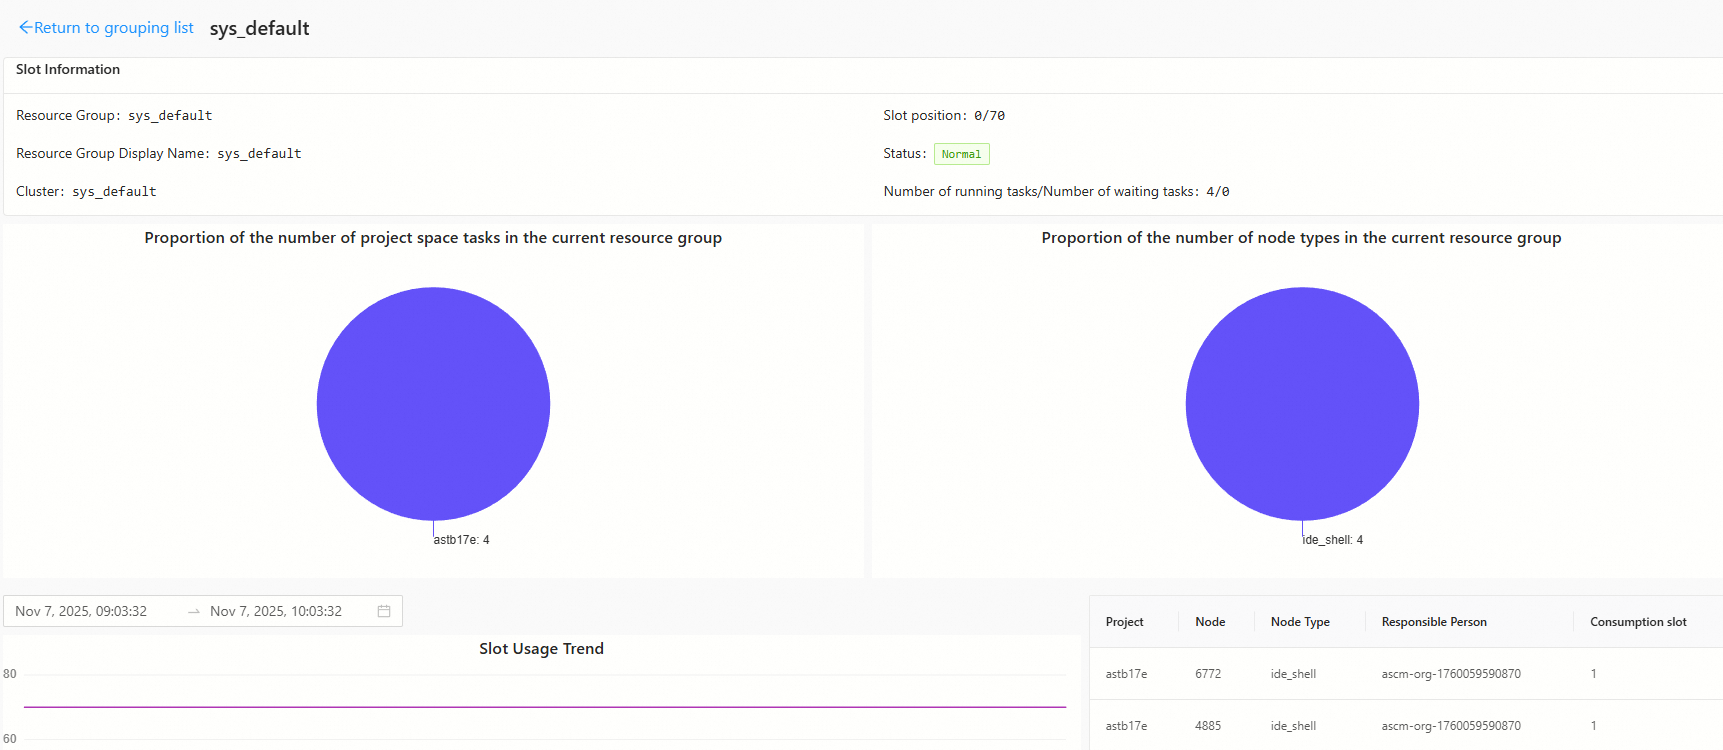 Return to grouping list sys_default
Slot Information
Resource Group: sys_default
Slot position: 0/70
Resource Group Display Name: sys_default
Status: Normal
Cluster: sys_default
Number of running tasks/Number of waiting tasks: 4/0
Proportion of the number of project space tasks in the current resource group
astb17e: 4
Proportion of the number of node types in the current resource group
ide_shell: 4
Nov 7, 2025, 09:03:32 → Nov 7, 2025, 10:03:32
Slot Usage Trend
80
60
Project Node Node Type Responsible Person Consumption slot
astb17e 6772 ide_shell ascm-org-1760059590870 1
astb17e 4885 ide_shell ascm-org-1760059590870 1